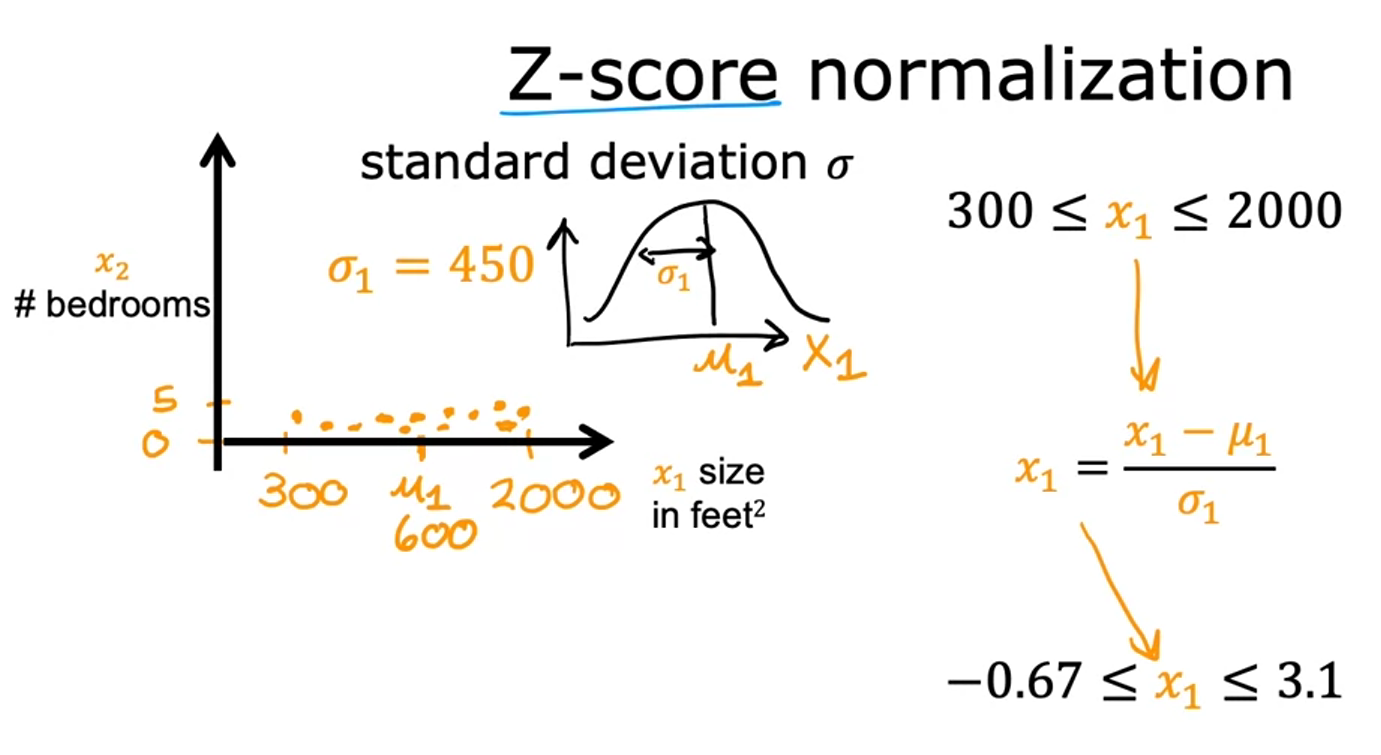 Z-score normalization
standard deviation σ
300 ≤ x₁ ≤ 2000
σ₁ = 450
σ₁
μ₁
X₁
x₂
# bedrooms
5
0
300
μ₁
600
2000
x₁ size
in feet²
x₁ = (x₁ − μ₁) / σ₁
−0.67 ≤ x₁ ≤ 3.1